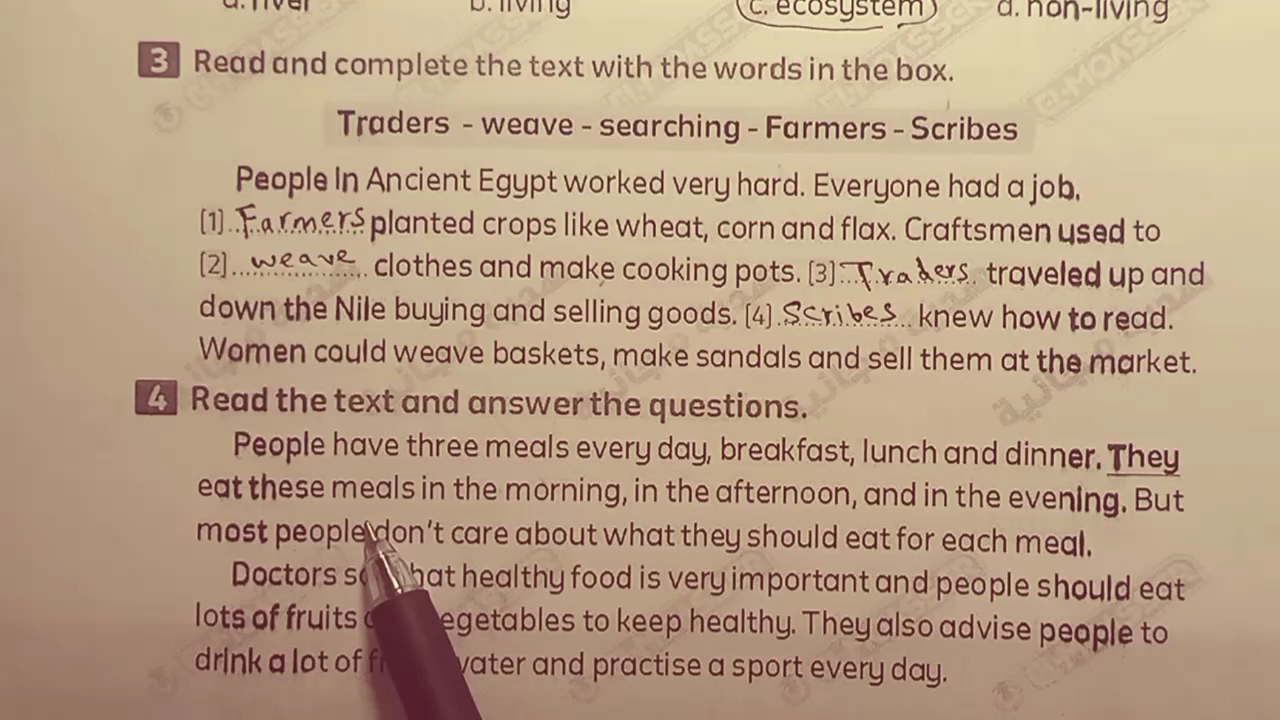 a. river b. living c. ecosystem d. non-living
3 Read and complete the text with the words in the box.
Traders - weave - searching - Farmers - Scribes
People In Ancient Egypt worked very hard. Everyone had a job.
[1] Farmers planted crops like wheat, corn and flax. Craftsmen used to
[2] weave clothes and make cooking pots. [3] Traders traveled up and
down the Nile buying and selling goods. [4] Scribes knew how to read.
Women could weave baskets, make sandals and sell them at the market.
4 Read the text and answer the questions.
People have three meals every day, breakfast, lunch and dinner. They
eat these meals in the morning, in the afternoon, and in the evening. But
most people don't care about what they should eat for each meal.
Doctors that healthy food is very important and people should eat
lots of fruits vegetables to keep healthy. They also advise people to
drink a lot of water and practise a sport every day.